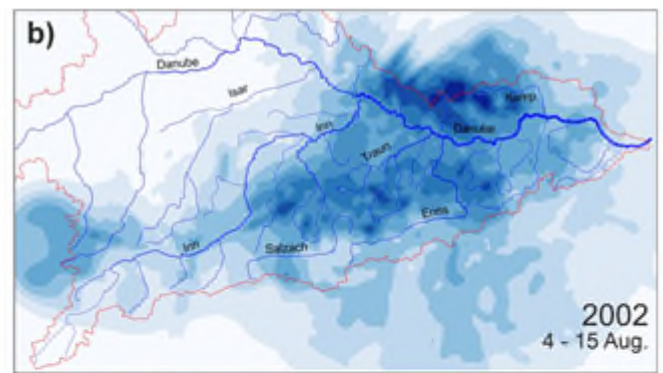 b)
Danube
Isar
Kamp
Inn
Danube
Traun
Enns
Inn
Salzach
2002
4 - 15 Aug.